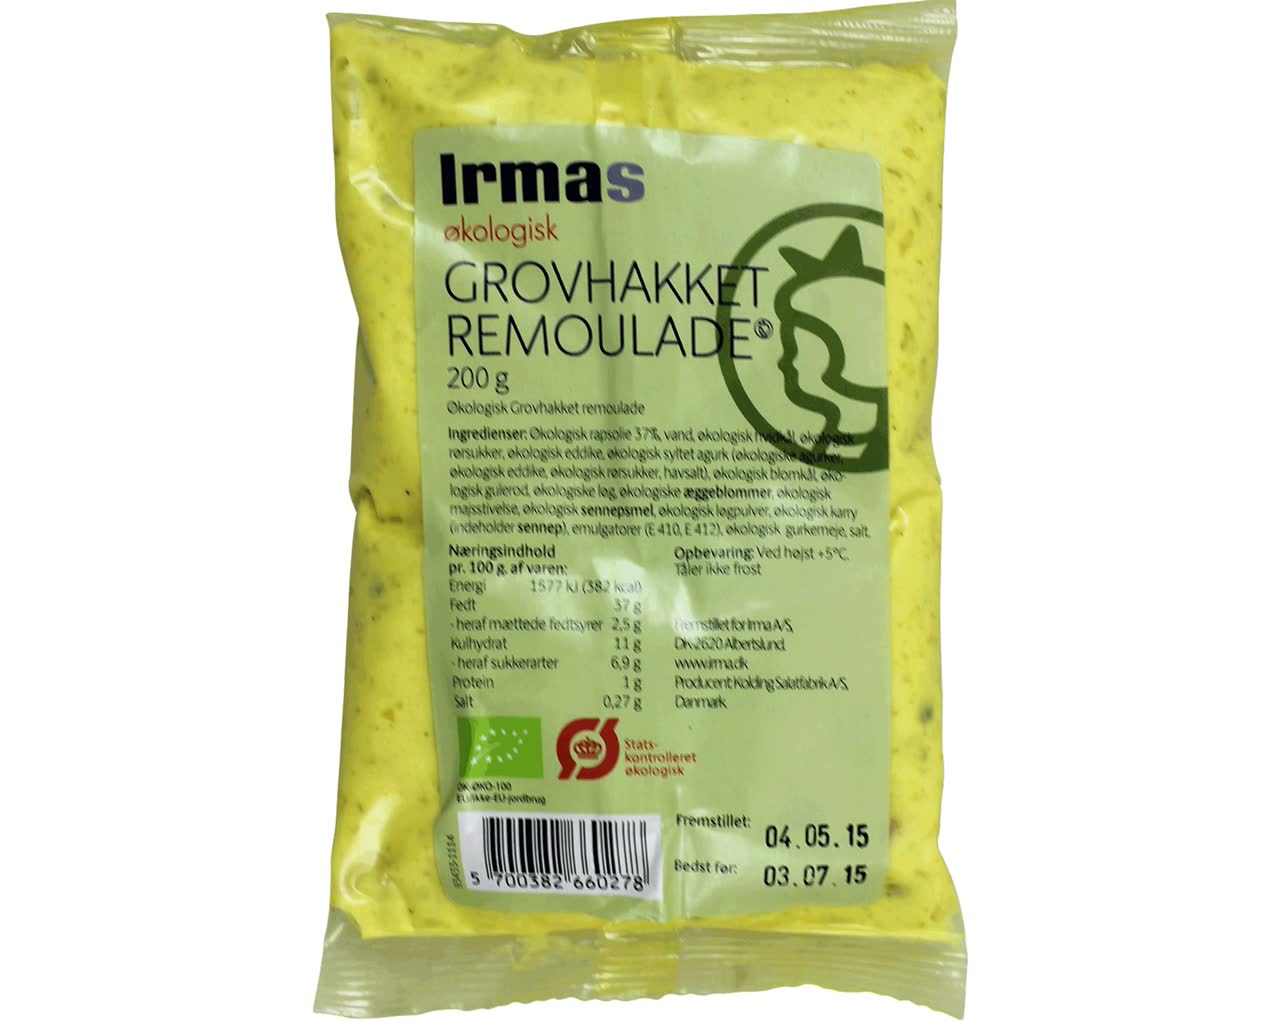 Irmas
økologisk
GROVHAKKET
REMOULADE©
200 g
Økologisk Grovhakket remoulade
Ingredienser: Økologisk rapsolie 37%, vand, økologisk hvidkål, økologisk
rørsukker, økologisk eddike, økologisk syltet agurk (økologiske agurker,
økologisk eddike, økologisk rørsukker, havsalt), økologisk blomkål, øko-
logisk gulerod, økologiske løg, økologiske æggeblommer, økologisk
majsstivelse, økologisk sennepsmel, økologisk løgpulver, økologisk karry
(indeholder sennep), emulgatorer (E 410, E 412), økologisk gurkemeje, salt.
Næringsindhold
pr. 100 g. af varen:
Energi 1577 kJ (382 kcal)
Fedt 37 g
- heraf mættede fedtsyrer 2,5 g
Kulhydrat 11 g
- heraf sukkerarter 6,9 g
Protein 1 g
Salt 0,27 g
Opbevaring: Ved højst +5°C.
Tåler ikke frost
Fremstillet for Irma A/S,
DK-2620 Albertslund.
www.irma.dk
Producent: Kolding Salatfabrik A/S,
Danmark
Stats-
kontrolleret
økologisk
DK-ØKO-100
EU/ikke-EU-jordbrug
93433-1114
5 700382 660278
Fremstillet: 04.05.15
Bedst før: 03.07.15